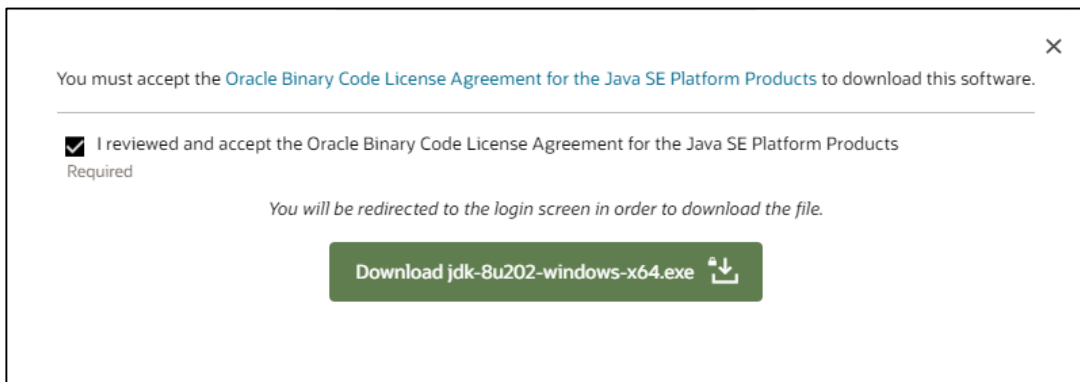 You must accept the Oracle Binary Code License Agreement for the Java SE Platform Products to download this software.
I reviewed and accept the Oracle Binary Code License Agreement for the Java SE Platform Products
Required
You will be redirected to the login screen in order to download the file.
Download jdk-8u202-windows-x64.exe